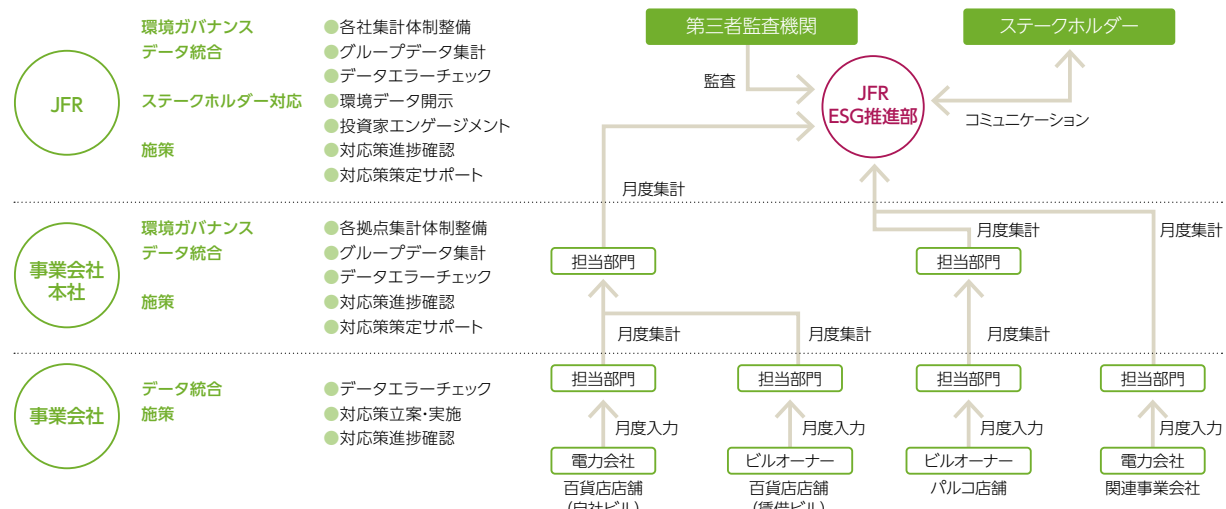 環境ガバナンス ●各社集計体制整備
データ統合 ●グループデータ集計
●データエラーチェック
JFR
ステークホルダー対応 ●環境データ開示
●投資家エンゲージメント
施策 ●対応策進捗確認
●対応策策定サポート
第三者監査機関
ステークホルダー
監査
JFR
ESG推進部
コミュニケーション
月度集計
環境ガバナンス ●各拠点集計体制整備
データ統合 ●グループデータ集計
●データエラーチェック
事業会社
本社
施策 ●対応策進捗確認
●対応策策定サポート
月度集計 月度集計
担当部門 担当部門
月度集計 月度集計 月度集計
事業会社
データ統合 ●データエラーチェック
施策 ●対応策立案・実施
●対応策進捗確認
担当部門 担当部門 担当部門 担当部門
月度入力 月度入力 月度入力 月度入力
電力会社 ビルオーナー ビルオーナー 電力会社
百貨店店舗 百貨店店舗 パルコ店舗 関連事業会社
(自社ビル) (賃借ビル)